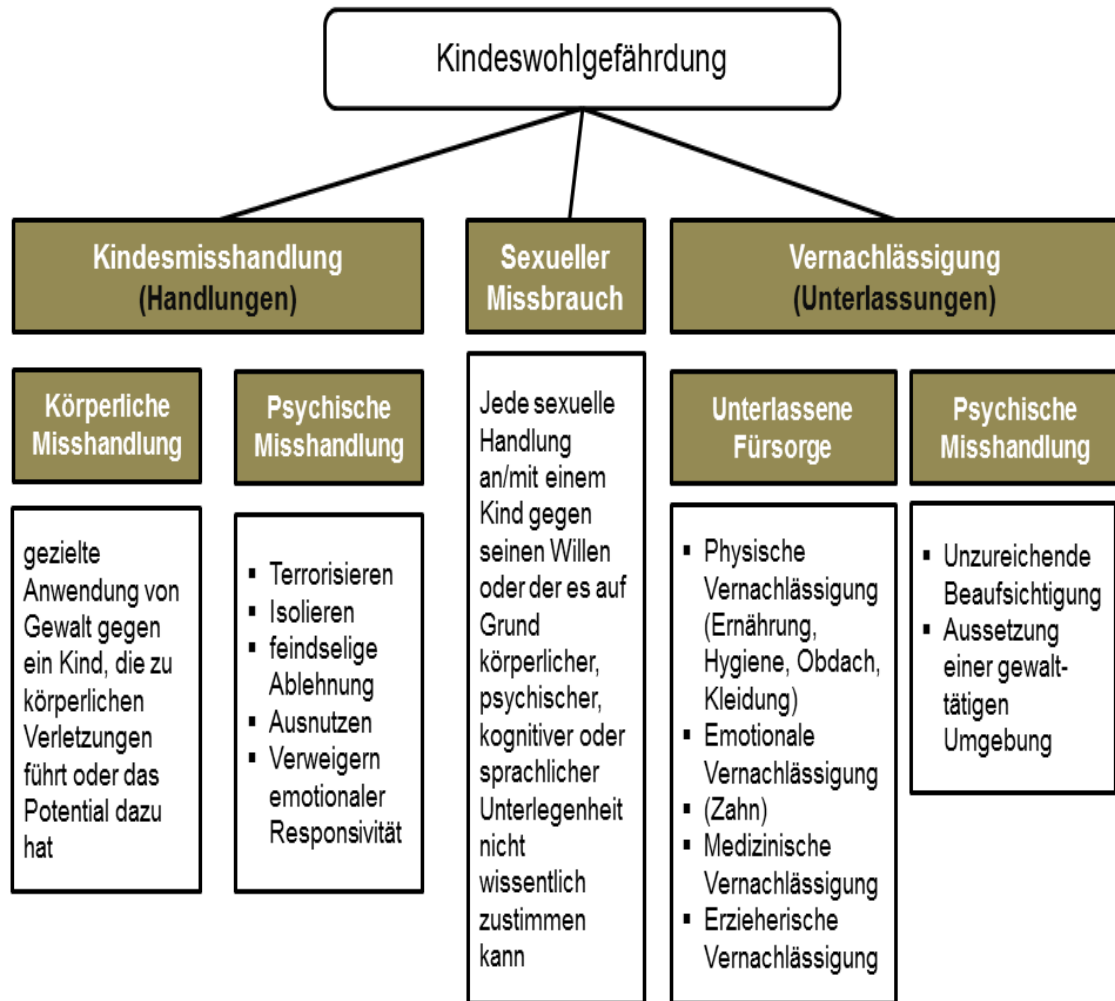 Kindeswohlgefährdung
Kindesmisshandlung
(Handlungen)
Sexueller
Missbrauch
Vernachlässigung
(Unterlassungen)
Körperliche
Misshandlung
Psychische
Misshandlung
Unterlassene
Fürsorge
Psychische
Misshandlung
gezielte
Anwendung von
Gewalt gegen
ein Kind, die zu
körperlichen
Verletzungen
führt oder das
Potential dazu
hat
▪ Terrorisieren
▪ Isolieren
▪ feindselige
Ablehnung
▪ Ausnutzen
▪ Verweigern
emotionaler
Responsivität
Jede sexuelle
Handlung
an/mit einem
Kind gegen
seinen Willen
oder der es auf
Grund
körperlicher,
psychischer,
kognitiver oder
sprachlicher
Unterlegenheit
nicht
wissentlich
zustimmen
kann
▪ Physische
Vernachlässigung
(Ernährung,
Hygiene, Obdach,
Kleidung)
▪ Emotionale
Vernachlässigung
▪ (Zahn)
▪ Medizinische
Vernachlässigung
▪ Erzieherische
Vernachlässigung
▪ Unzureichende
Beaufsichtigung
▪ Aussetzung
einer gewalt-
tätigen
Umgebung